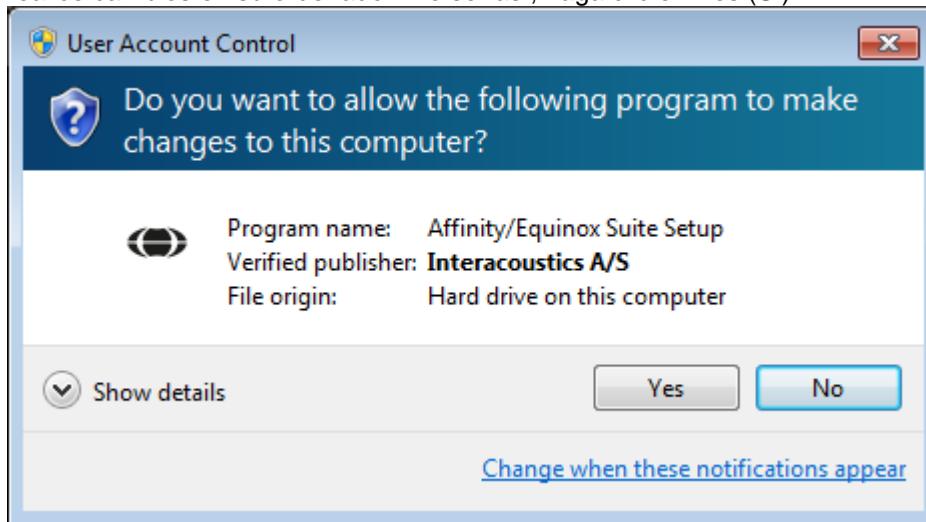 User Account Control
Do you want to allow the following program to make
changes to this computer?
Program name: Affinity/Equinox Suite Setup
Verified publisher: Interacoustics A/S
File origin: Hard drive on this computer
Show details
Yes
No
Change when these notifications appear